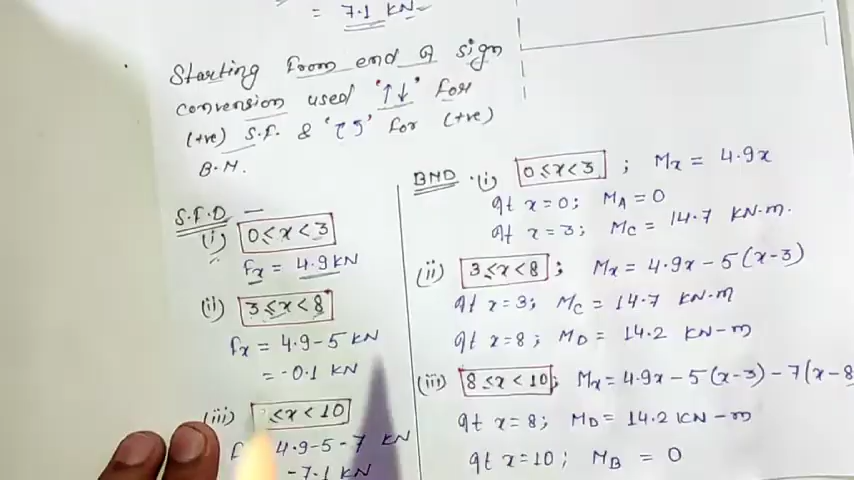 = 7.1 KN
Starting from end A sign
convension used '↑↓' for
(+ve) S.F. & '↑↓' for (+ve)
B.M.
S.F.D —
(i) 0≤x<3
Fx = 4.9KN
(ii) 3≤x<8
Fx = 4.9-5 KN
= -0.1 KN
(iii) ≤x<10
4.9-5-7 KN
-7.1 KN
BMD (i) 0≤x<3 ; Mx = 4.9x
at x=0; MA=0
at x=3; Mc = 14.7 KN-m.
(ii) 3≤x<8 ; Mx = 4.9x-5(x-3)
at x=3; Mc = 14.7 KN-m
at x=8; MD = 14.2 KN-m
(iii) 8≤x<10; Mx=4.9x-5(x-3)-7(x-8
at x=8; MD=14.2 KN-m
at x=10; MB = 0